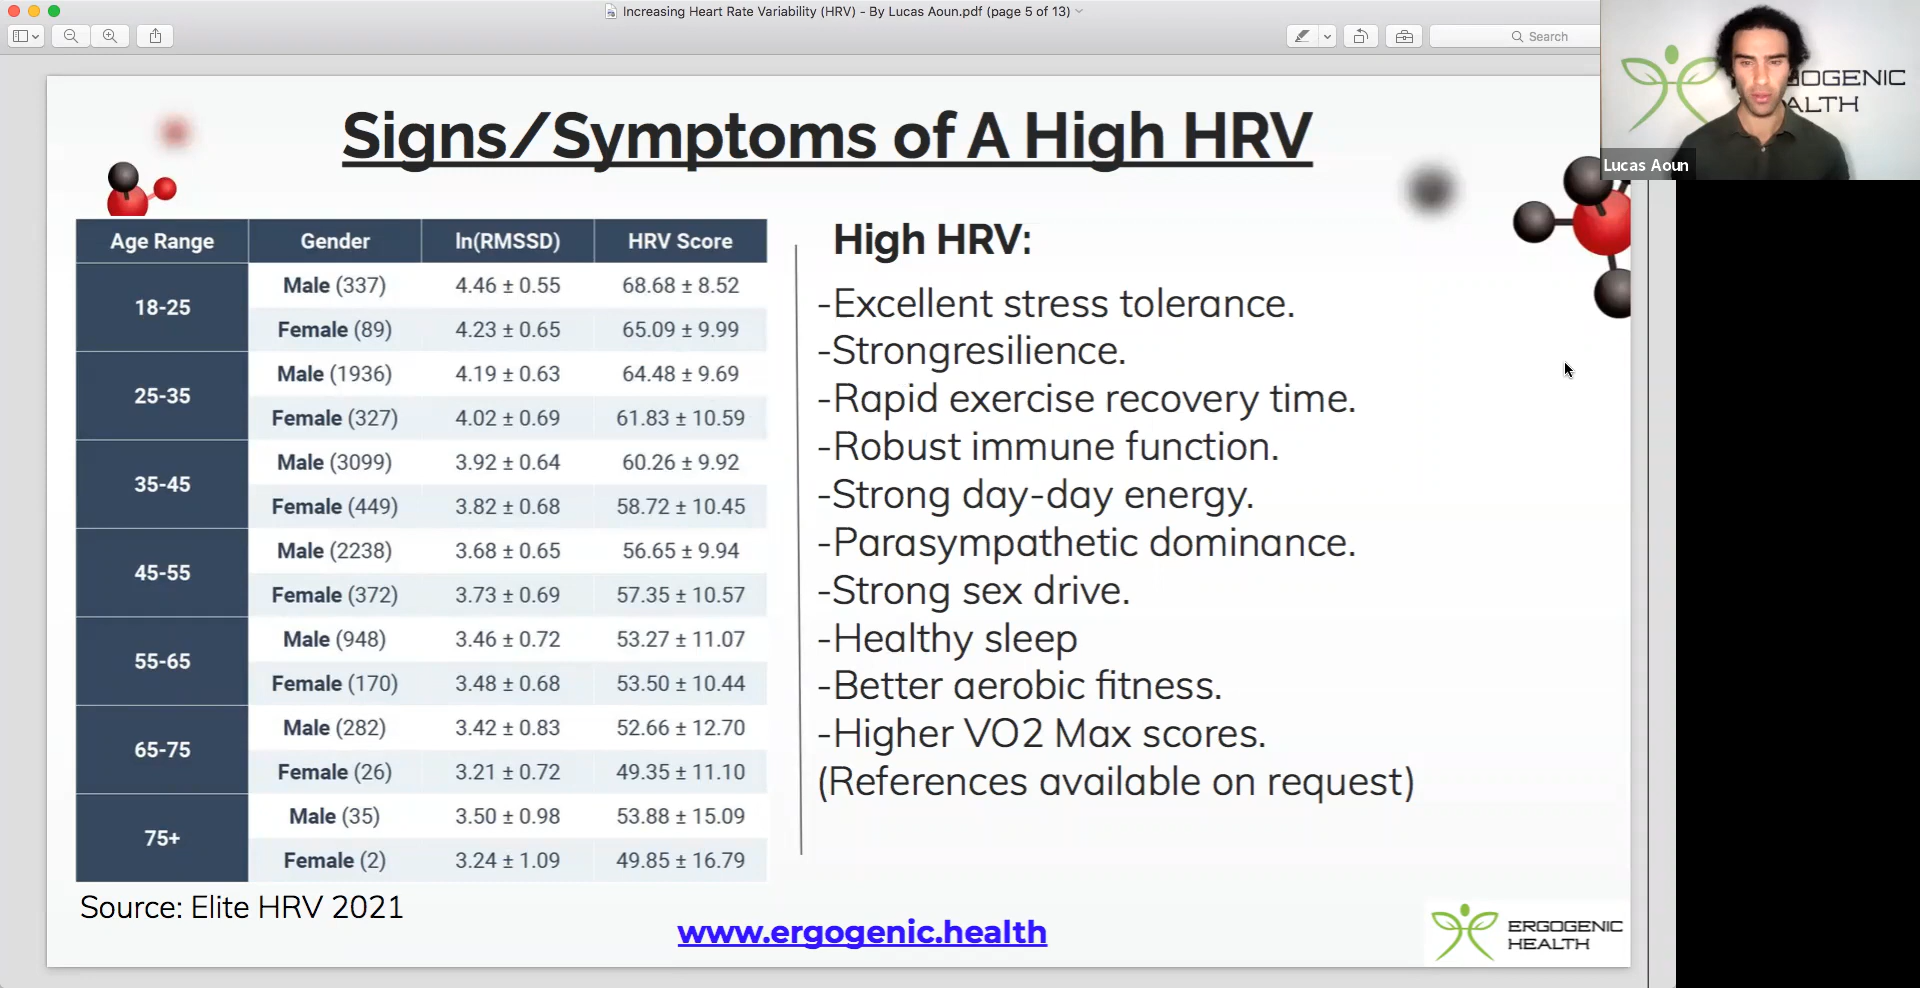 Increasing Heart Rate Variability (HRV) - By Lucas Aoun.pdf (page 5 of 13)
Search
OGENIC
ALTH
Lucas Aoun
Signs/Symptoms of A High HRV
Age Range Gender ln(RMSSD) HRV Score
18-25
Male (337) 4.46 ± 0.55 68.68 ± 8.52
Female (89) 4.23 ± 0.65 65.09 ± 9.99
25-35
Male (1936) 4.19 ± 0.63 64.48 ± 9.69
Female (327) 4.02 ± 0.69 61.83 ± 10.59
35-45
Male (3099) 3.92 ± 0.64 60.26 ± 9.92
Female (449) 3.82 ± 0.68 58.72 ± 10.45
45-55
Male (2238) 3.68 ± 0.65 56.65 ± 9.94
Female (372) 3.73 ± 0.69 57.35 ± 10.57
55-65
Male (948) 3.46 ± 0.72 53.27 ± 11.07
Female (170) 3.48 ± 0.68 53.50 ± 10.44
65-75
Male (282) 3.42 ± 0.83 52.66 ± 12.70
Female (26) 3.21 ± 0.72 49.35 ± 11.10
75+
Male (35) 3.50 ± 0.98 53.88 ± 15.09
Female (2) 3.24 ± 1.09 49.85 ± 16.79
Source: Elite HRV 2021
High HRV:
-Excellent stress tolerance.
-Strongresilience.
-Rapid exercise recovery time.
-Robust immune function.
-Strong day-day energy.
-Parasympathetic dominance.
-Strong sex drive.
-Healthy sleep
-Better aerobic fitness.
-Higher VO2 Max scores.
(References available on request)
www.ergogenic.health
ERGOGENIC
HEALTH